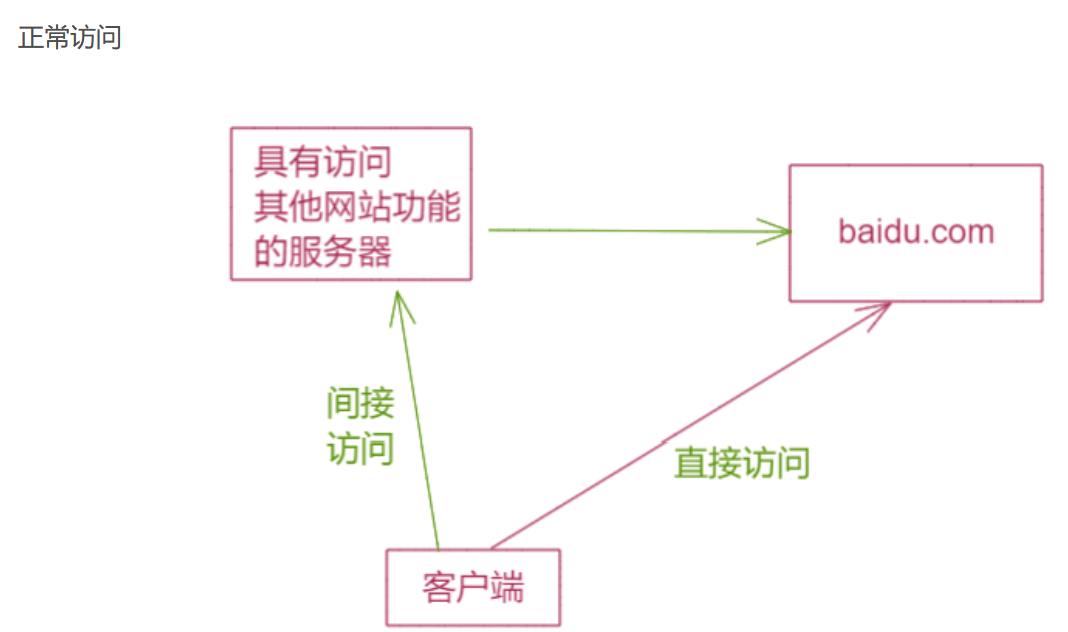 正常访问
具有访问
其他网站功能
的服务器
baidu.com
间接
访问
直接访问
客户端